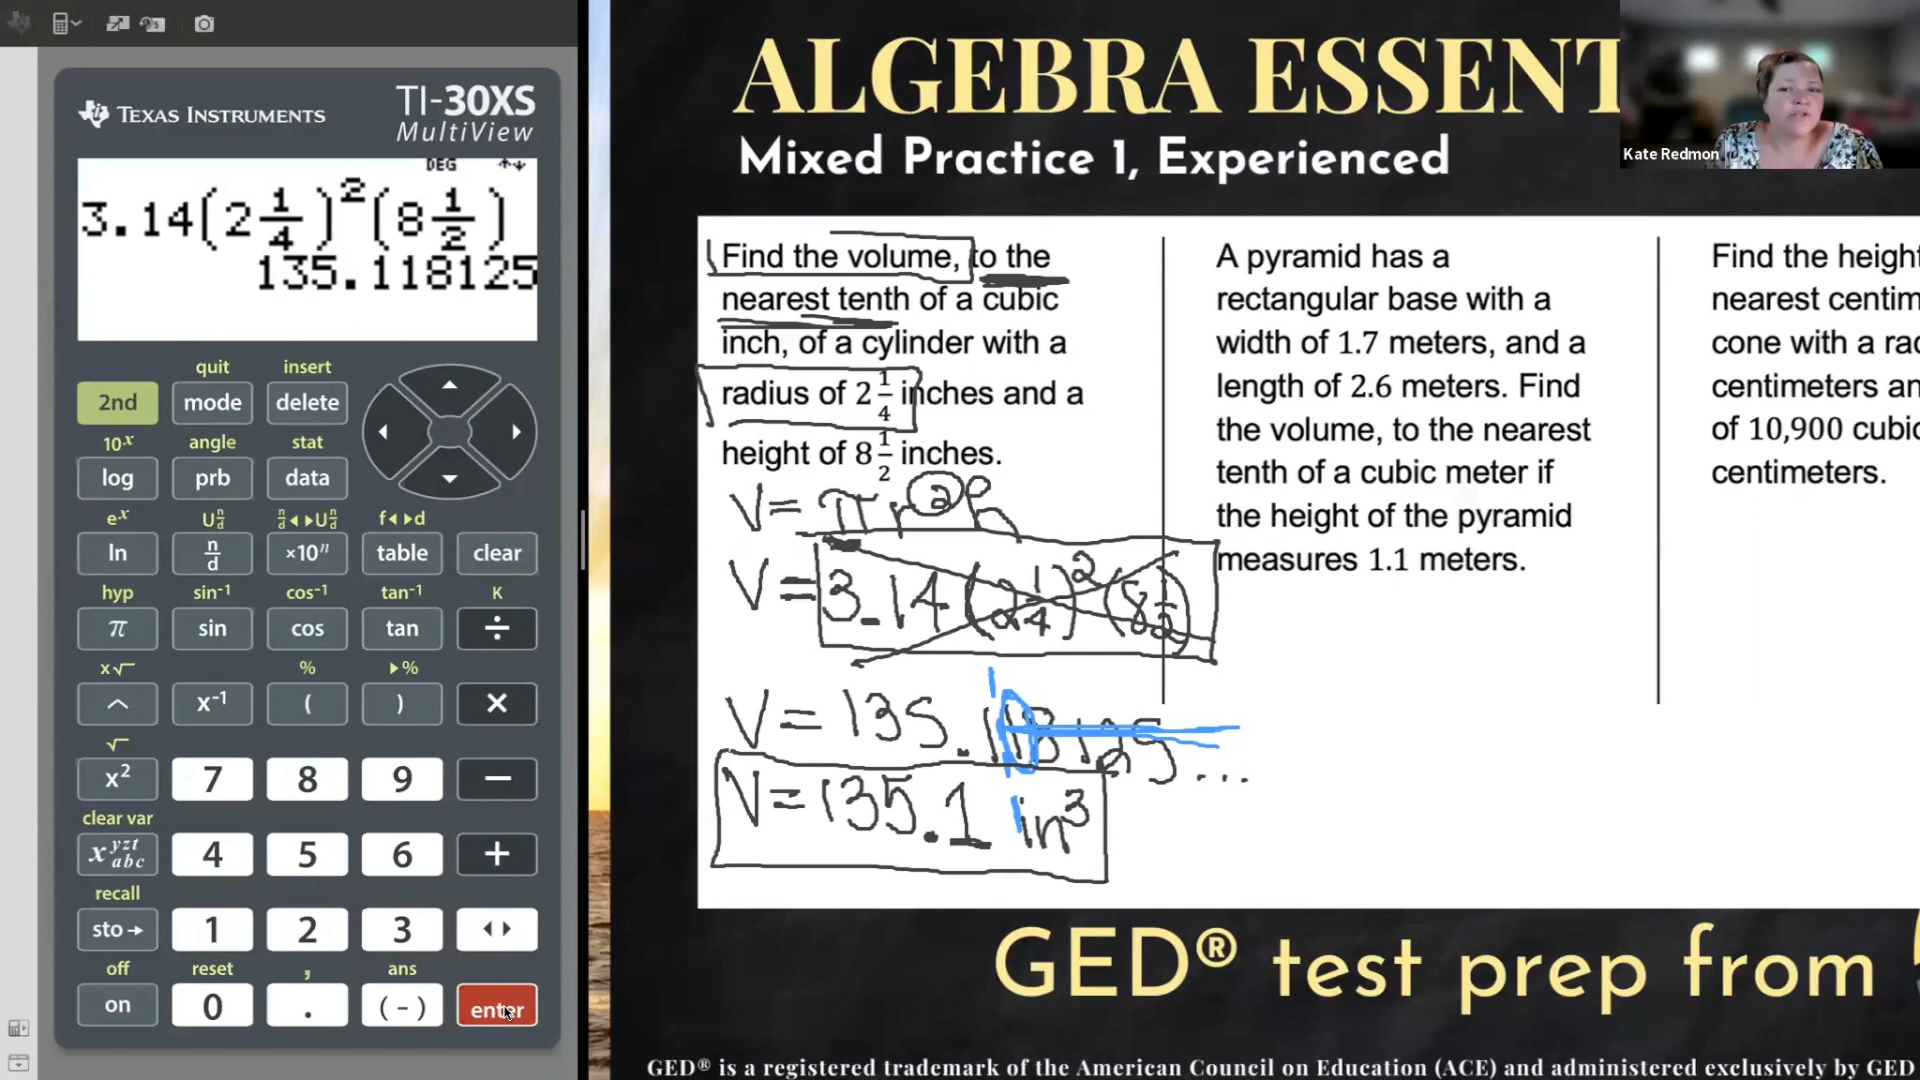 TEXAS INSTRUMENTS
TI-30XS
MultiView
DEG
3.14(2 1/4)²(8 1/2)
135.118125
quit insert
2nd mode delete
10ˣ angle stat
log prb data
eˣ U n/d n/d ◂▸ U n/d f◂▸d
ln n/d ×10ⁿ table clear
hyp sin⁻¹ cos⁻¹ tan⁻¹ K
π sin cos tan ÷
x√ % ▸%
^ x⁻¹ ( ) ×
√
x² 7 8 9 −
clear var
x yzt abc 4 5 6 +
recall
sto→ 1 2 3 ◂▸
off reset , ans
on 0 . (-) enter
ALGEBRA ESSENT
Mixed Practice 1, Experienced
Kate Redmon
Find the volume, to the
nearest tenth of a cubic
inch, of a cylinder with a
radius of 2 1/4 inches and a
height of 8 1/2 inches.
V = π r² h
V = 3.14 (2 1/4)² (8 1/2)
V = 135.118125...
V = 135.1 in³
A pyramid has a
rectangular base with a
width of 1.7 meters, and a
length of 2.6 meters. Find
the volume, to the nearest
tenth of a cubic meter if
the height of the pyramid
measures 1.1 meters.
Find the height
nearest centim
cone with a rad
centimeters an
of 10,900 cubic
centimeters.
GED® test prep from
GED® is a registered trademark of the American Council on Education (ACE) and administered exclusively by GED